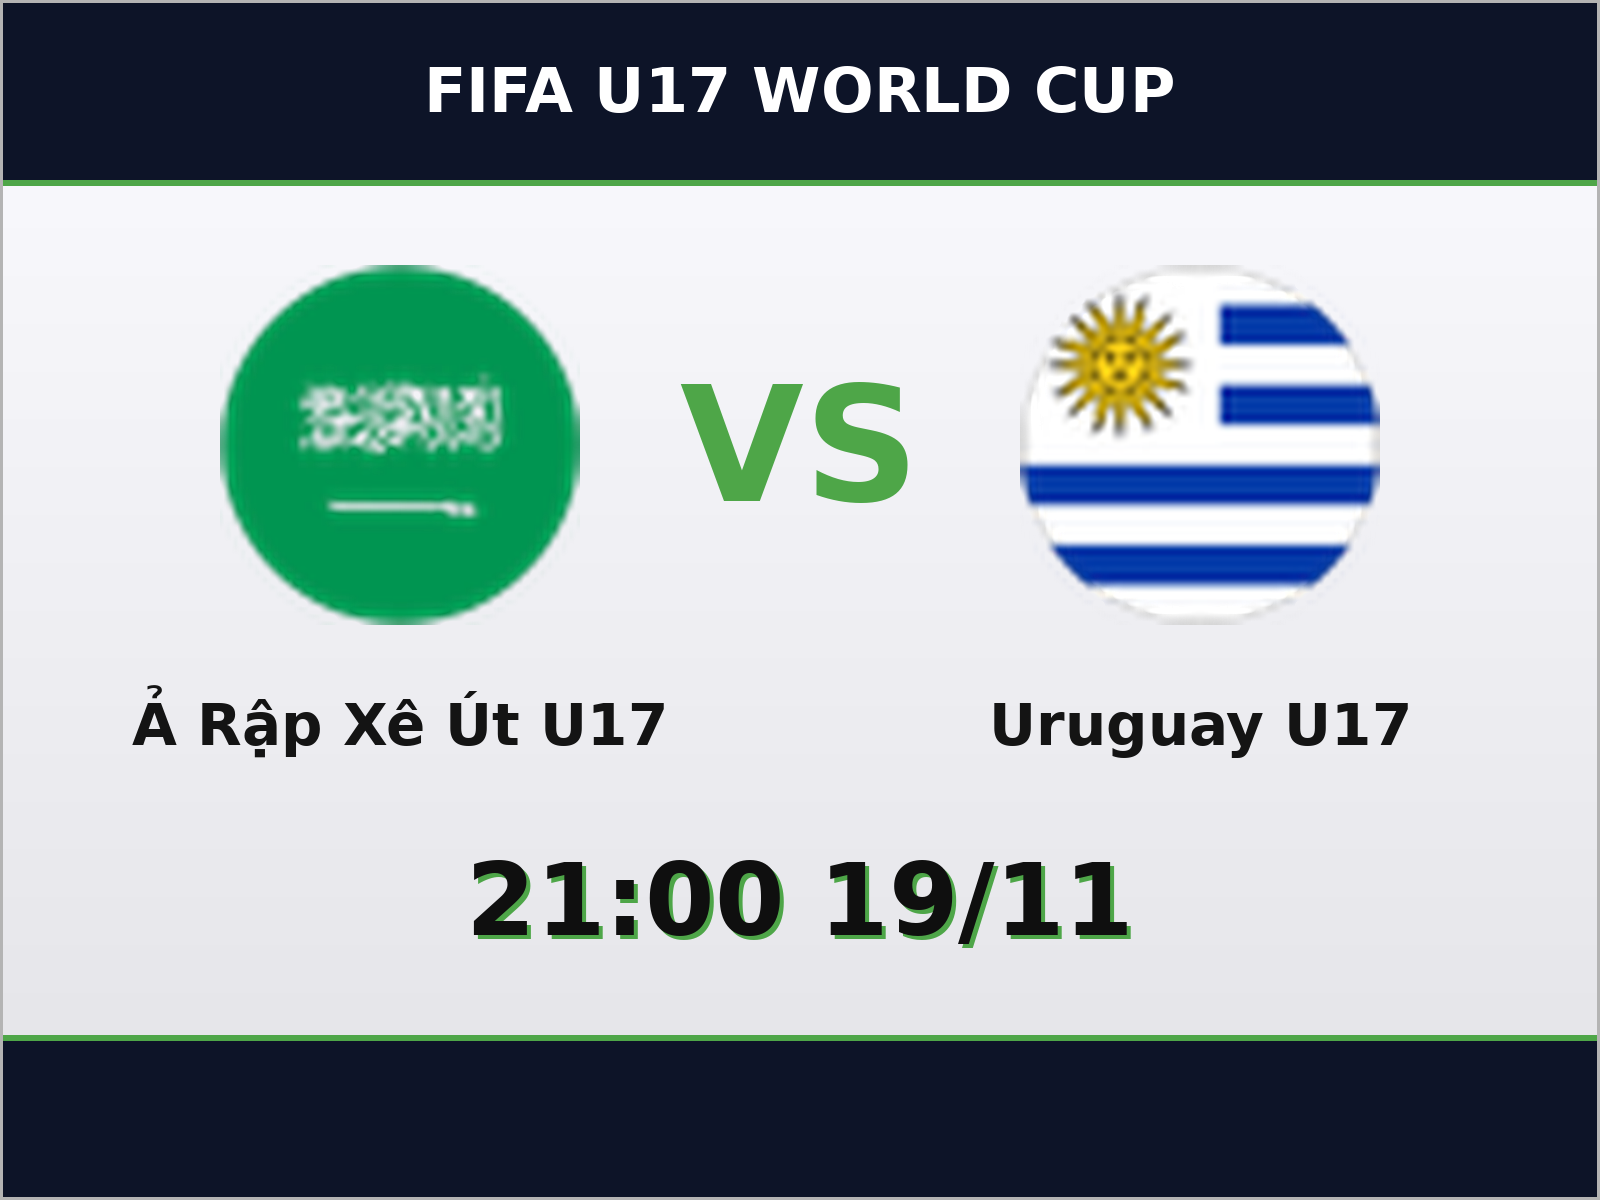 FIFA U17 WORLD CUP
VS
Ả Rập Xê Út U17
Uruguay U17
21:00 19/11